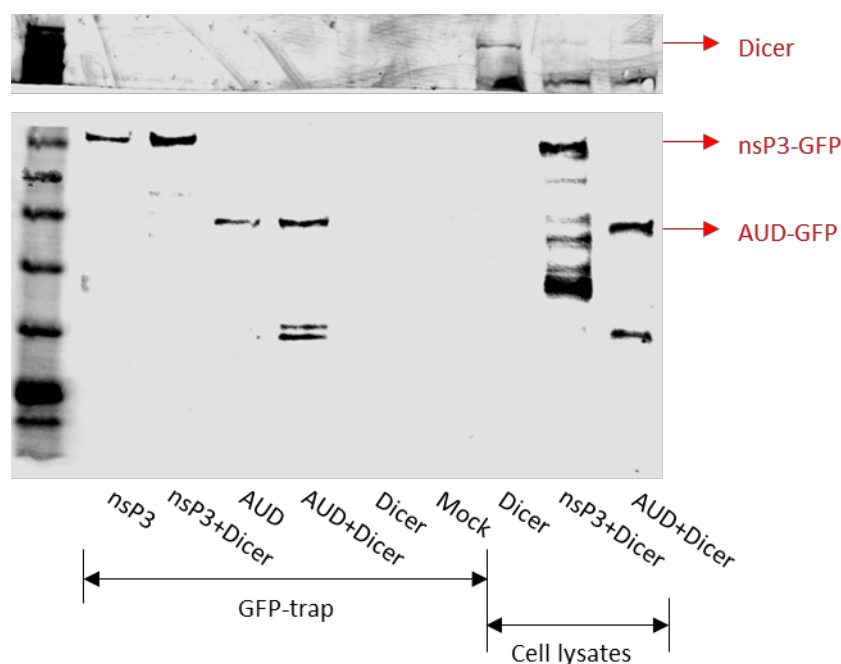 Dicer
nsP3-GFP
AUD-GFP
nsP3
nsP3+Dicer
AUD
AUD+Dicer
Dicer
Mock
Dicer
nsP3+Dicer
AUD+Dicer
GFP-trap
Cell lysates